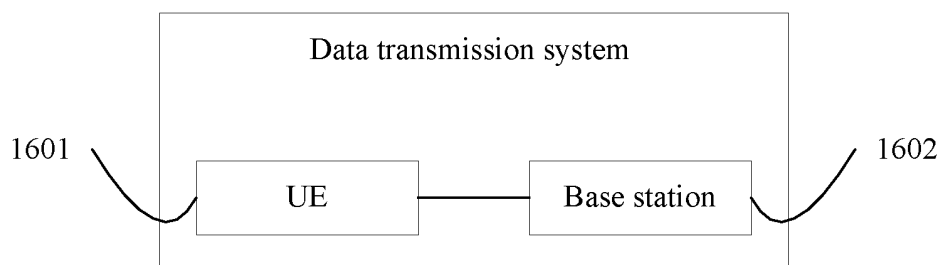 Data transmission system
1601
1602
UE
Base station